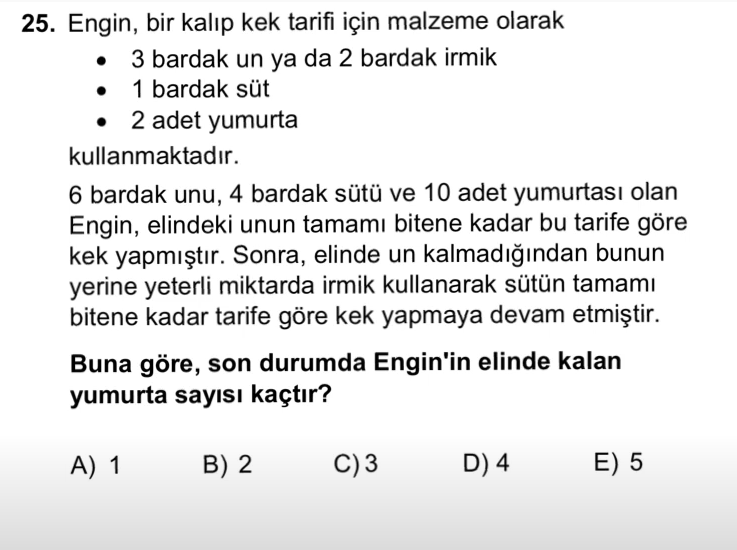 25. Engin, bir kalıp kek tarifi için malzeme olarak
• 3 bardak un ya da 2 bardak irmik
• 1 bardak süt
• 2 adet yumurta
kullanmaktadır.
6 bardak unu, 4 bardak sütü ve 10 adet yumurtası olan
Engin, elindeki unun tamamı bitene kadar bu tarife göre
kek yapmıştır. Sonra, elinde un kalmadığından bunun
yerine yeterli miktarda irmik kullanarak sütün tamamı
bitene kadar tarife göre kek yapmaya devam etmiştir.
Buna göre, son durumda Engin'in elinde kalan
yumurta sayısı kaçtır?
A) 1 B) 2 C) 3 D) 4 E) 5